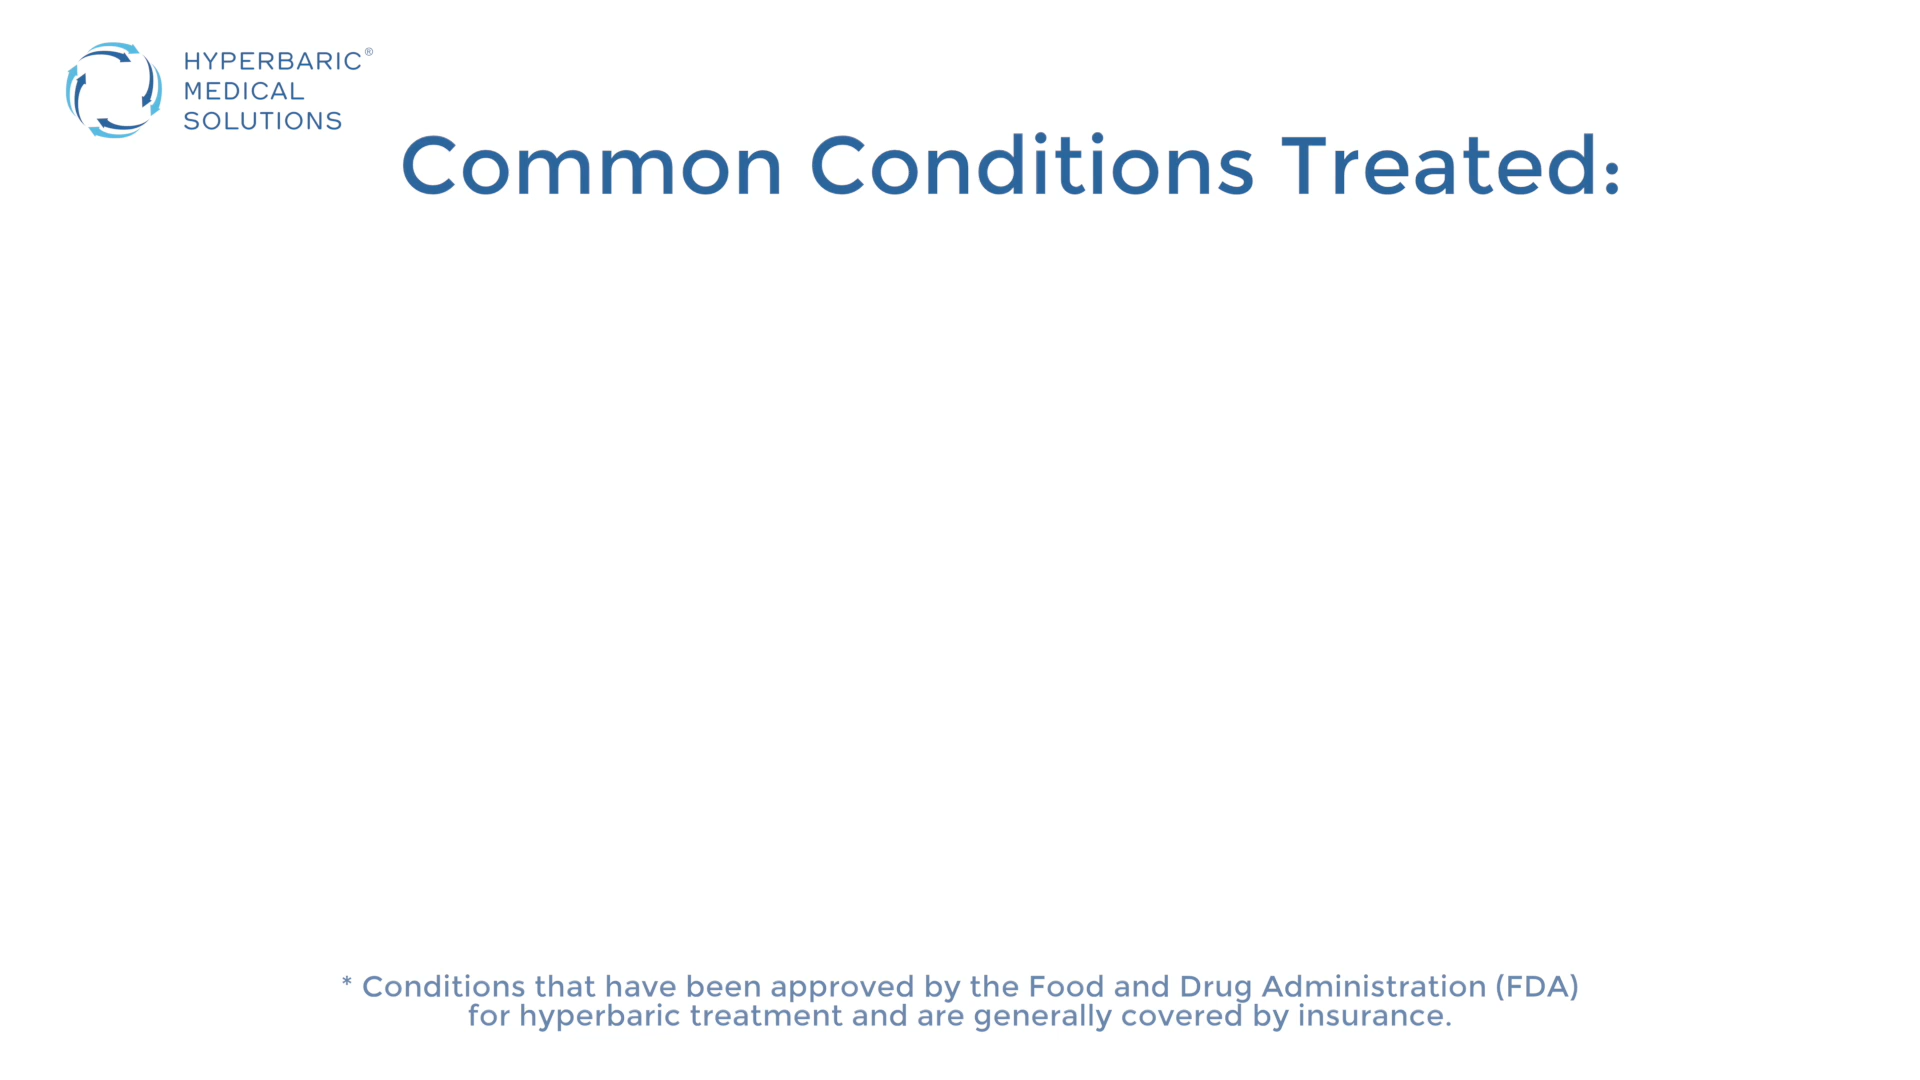 HYPERBARIC®
MEDICAL
SOLUTIONS
Common Conditions Treated:
* Conditions that have been approved by the Food and Drug Administration (FDA)
for hyperbaric treatment and are generally covered by insurance.